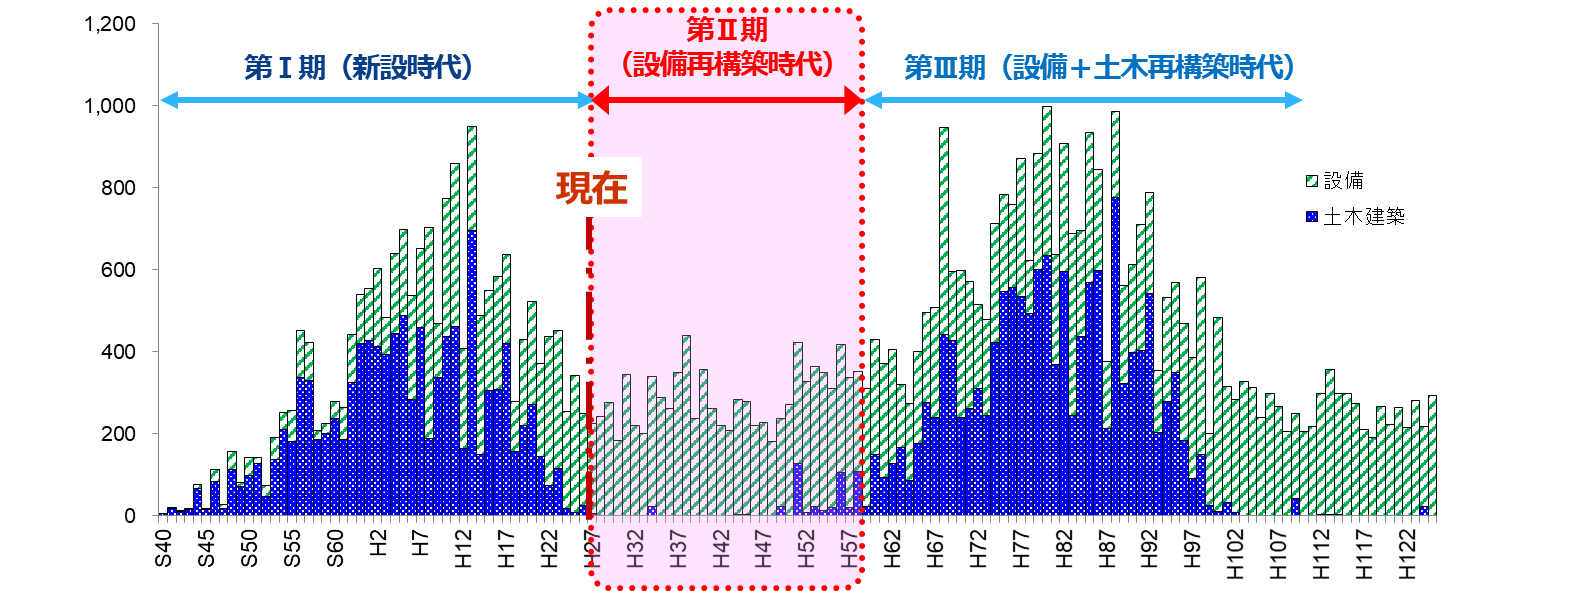 1,200
1,000
800
600
400
200
0
第Ⅰ期（新設時代）
第Ⅱ期
（設備再構築時代）
第Ⅲ期（設備＋土木再構築時代）
現在
設備
土木建築
S40
S45
S50
S55
S60
H2
H7
H12
H17
H22
H27
H32
H37
H42
H47
H52
H57
H62
H67
H72
H77
H82
H87
H92
H97
H102
H107
H112
H117
H122